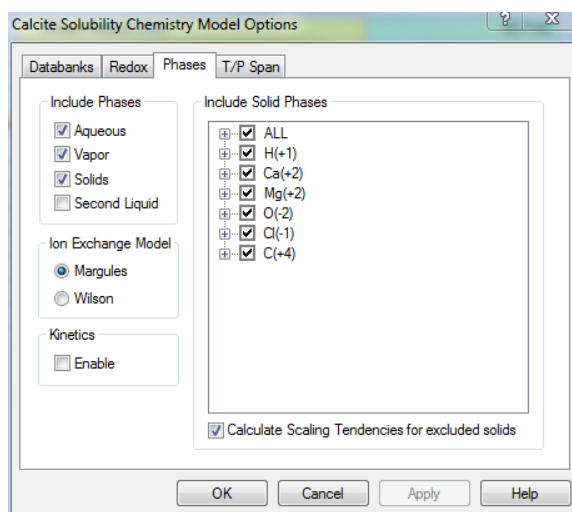 Calcite Solubility Chemistry Model Options
Databanks Redox Phases T/P Span
Include Phases
Aqueous
Vapor
Solids
Second Liquid
Ion Exchange Model
Margules
Wilson
Kinetics
Enable
Include Solid Phases
ALL
H(+1)
Ca(+2)
Mg(+2)
O(-2)
Cl(-1)
C(+4)
Calculate Scaling Tendencies for excluded solids
OK Cancel Apply Help